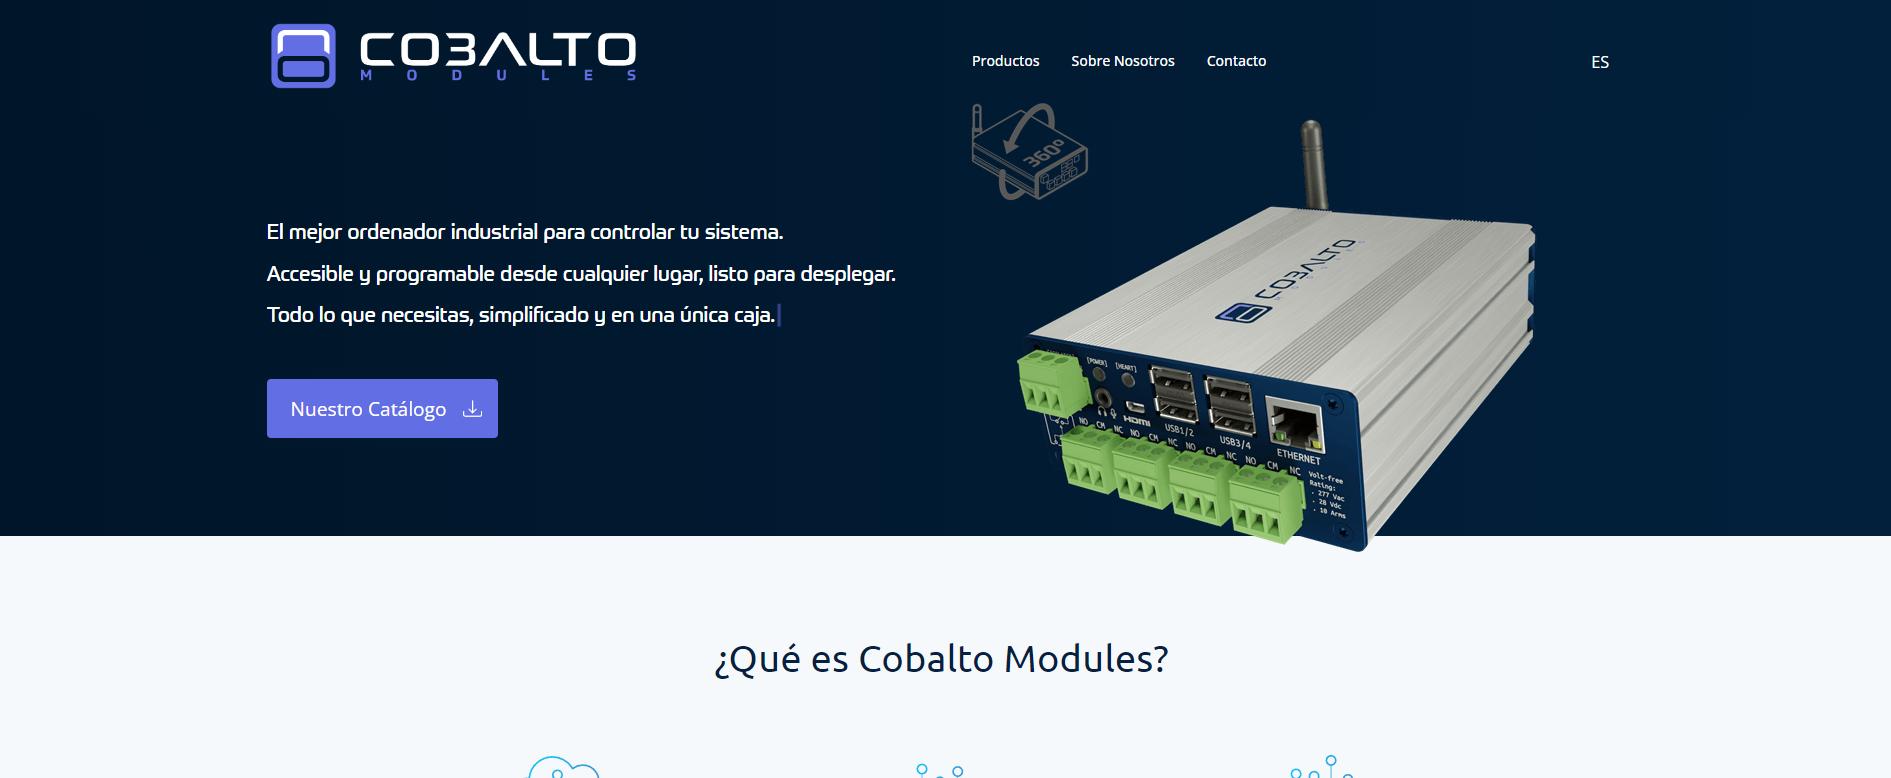 COBALTO
MODULES
Productos Sobre Nosotros Contacto
ES
360º
El mejor ordenador industrial para controlar tu sistema.
Accesible y programable desde cualquier lugar, listo para desplegar.
Todo lo que necesitas, simplificado y en una única caja.
Nuestro Catálogo
COBALTO
MODULES
[POWER]
[HEART]
HDMI
USB1/2
USB3/4
ETHERNET
NO CM NC NO CM NC NO CM NC NO CM NC
Volt-free
Rating:
· 277 Vac
· 28 Vdc
· 10 Arms
¿Qué es Cobalto Modules?